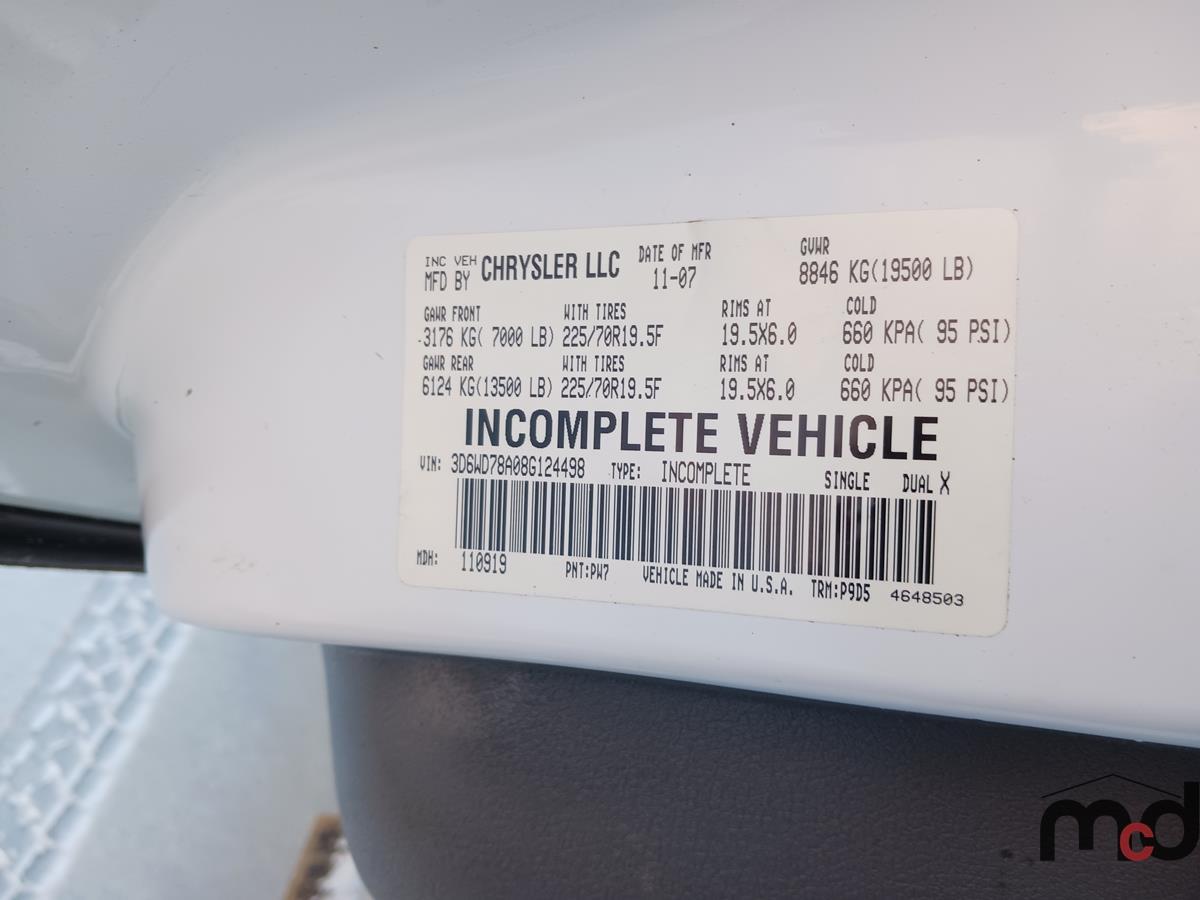 INC VEH MFD BY CHRYSLER LLC DATE OF MFR 11-07 GVWR 8846 KG(19500 LB)
GAWR FRONT WITH TIRES RIMS AT COLD
3176 KG( 7000 LB) 225/70R19.5F 19.5X6.0 660 KPA( 95 PSI)
GAWR REAR WITH TIRES RIMS AT COLD
6124 KG(13500 LB) 225/70R19.5F 19.5X6.0 660 KPA( 95 PSI)
INCOMPLETE VEHICLE
VIN: 3D6WD78A08G124498 TYPE: INCOMPLETE SINGLE DUAL X
MDH: 110919 PNT:PW7 VEHICLE MADE IN U.S.A. TRM:P9D5 4648503
mcd